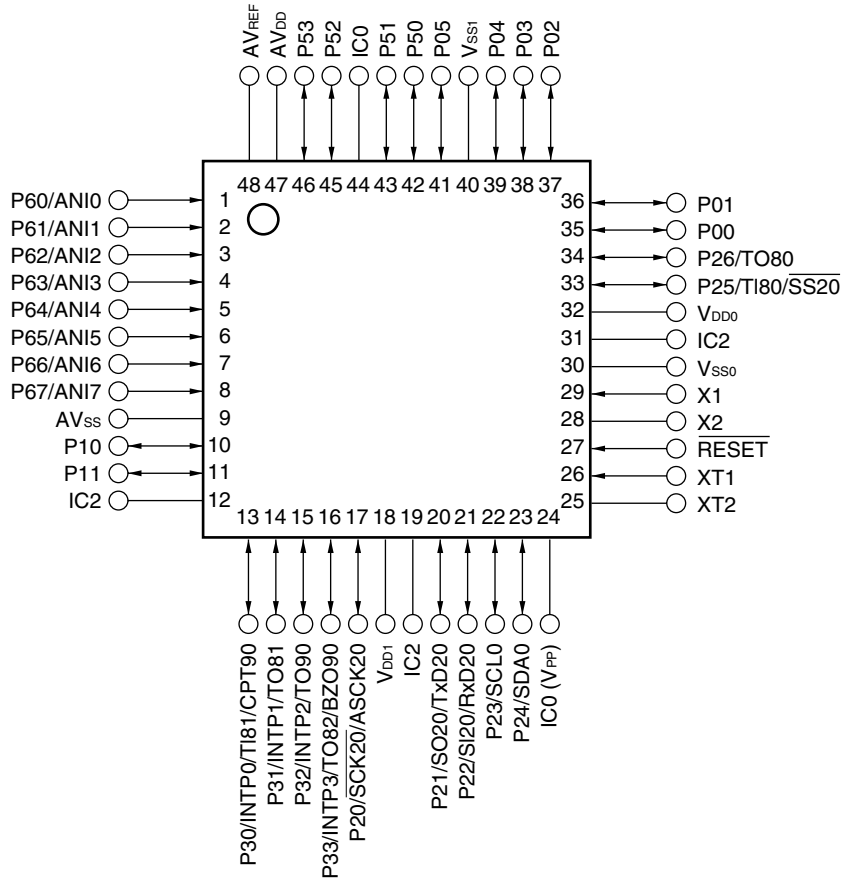 AVREF
AVDD
P53
P52
IC0
P51
P50
P05
VSS1
P04
P03
P02
48 47 46 45 44 43 42 41 40 39 38 37
P60/ANI0 1
P61/ANI1 2
P62/ANI2 3
P63/ANI3 4
P64/ANI4 5
P65/ANI5 6
P66/ANI6 7
P67/ANI7 8
AVSS 9
P10 10
P11 11
IC2 12
36 P01
35 P00
34 P26/TO80
33 P25/TI80/SS20
32 VDD0
31 IC2
30 VSS0
29 X1
28 X2
27 RESET
26 XT1
25 XT2
13 14 15 16 17 18 19 20 21 22 23 24
P30/INTP0/TI81/CPT90
P31/INTP1/TO81
P32/INTP2/TO90
P33/INTP3/TO82/BZO90
P20/SCK20/ASCK20
VDD1
IC2
P21/SO20/TxD20
P22/SI20/RxD20
P23/SCL0
P24/SDA0
IC0 (VPP)